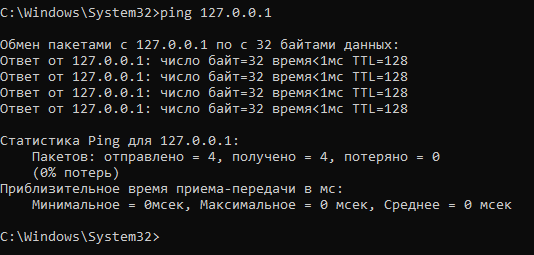 C:\Windows\System32>ping 127.0.0.1
Обмен пакетами с 127.0.0.1 по с 32 байтами данных:
Ответ от 127.0.0.1: число байт=32 время<1мс TTL=128
Ответ от 127.0.0.1: число байт=32 время<1мс TTL=128
Ответ от 127.0.0.1: число байт=32 время<1мс TTL=128
Ответ от 127.0.0.1: число байт=32 время<1мс TTL=128
Статистика Ping для 127.0.0.1:
Пакетов: отправлено = 4, получено = 4, потеряно = 0
(0% потерь)
Приблизительное время приема-передачи в мс:
Минимальное = 0мсек, Максимальное = 0 мсек, Среднее = 0 мсек
C:\Windows\System32>